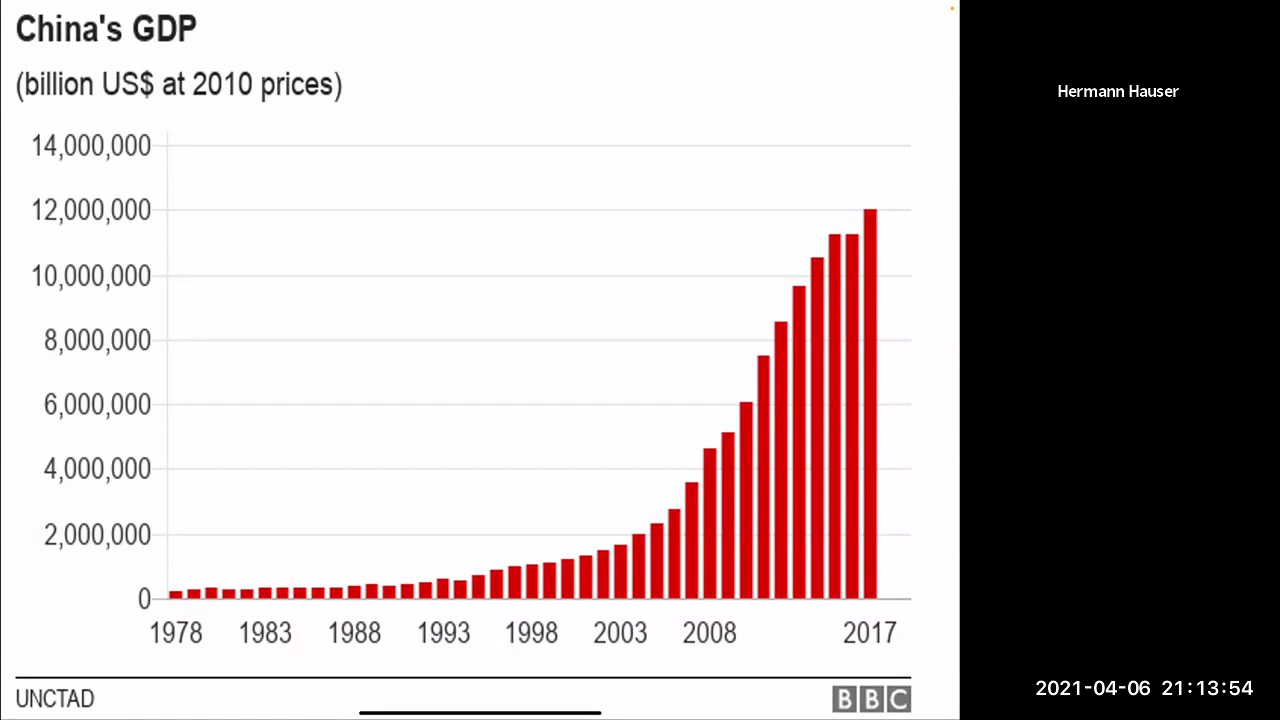 China's GDP
(billion US$ at 2010 prices)
14,000,000
12,000,000
10,000,000
8,000,000
6,000,000
4,000,000
2,000,000
0
1978 1983 1988 1993 1998 2003 2008 2017
UNCTAD
BBC
Hermann Hauser
2021-04-06 21:13:54